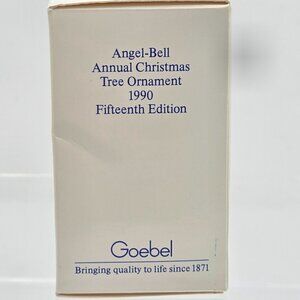 Angel-Bell
Annual Christmas
Tree Ornament
1990
Fifteenth Edition
Goebel
Bringing quality to life since 1871